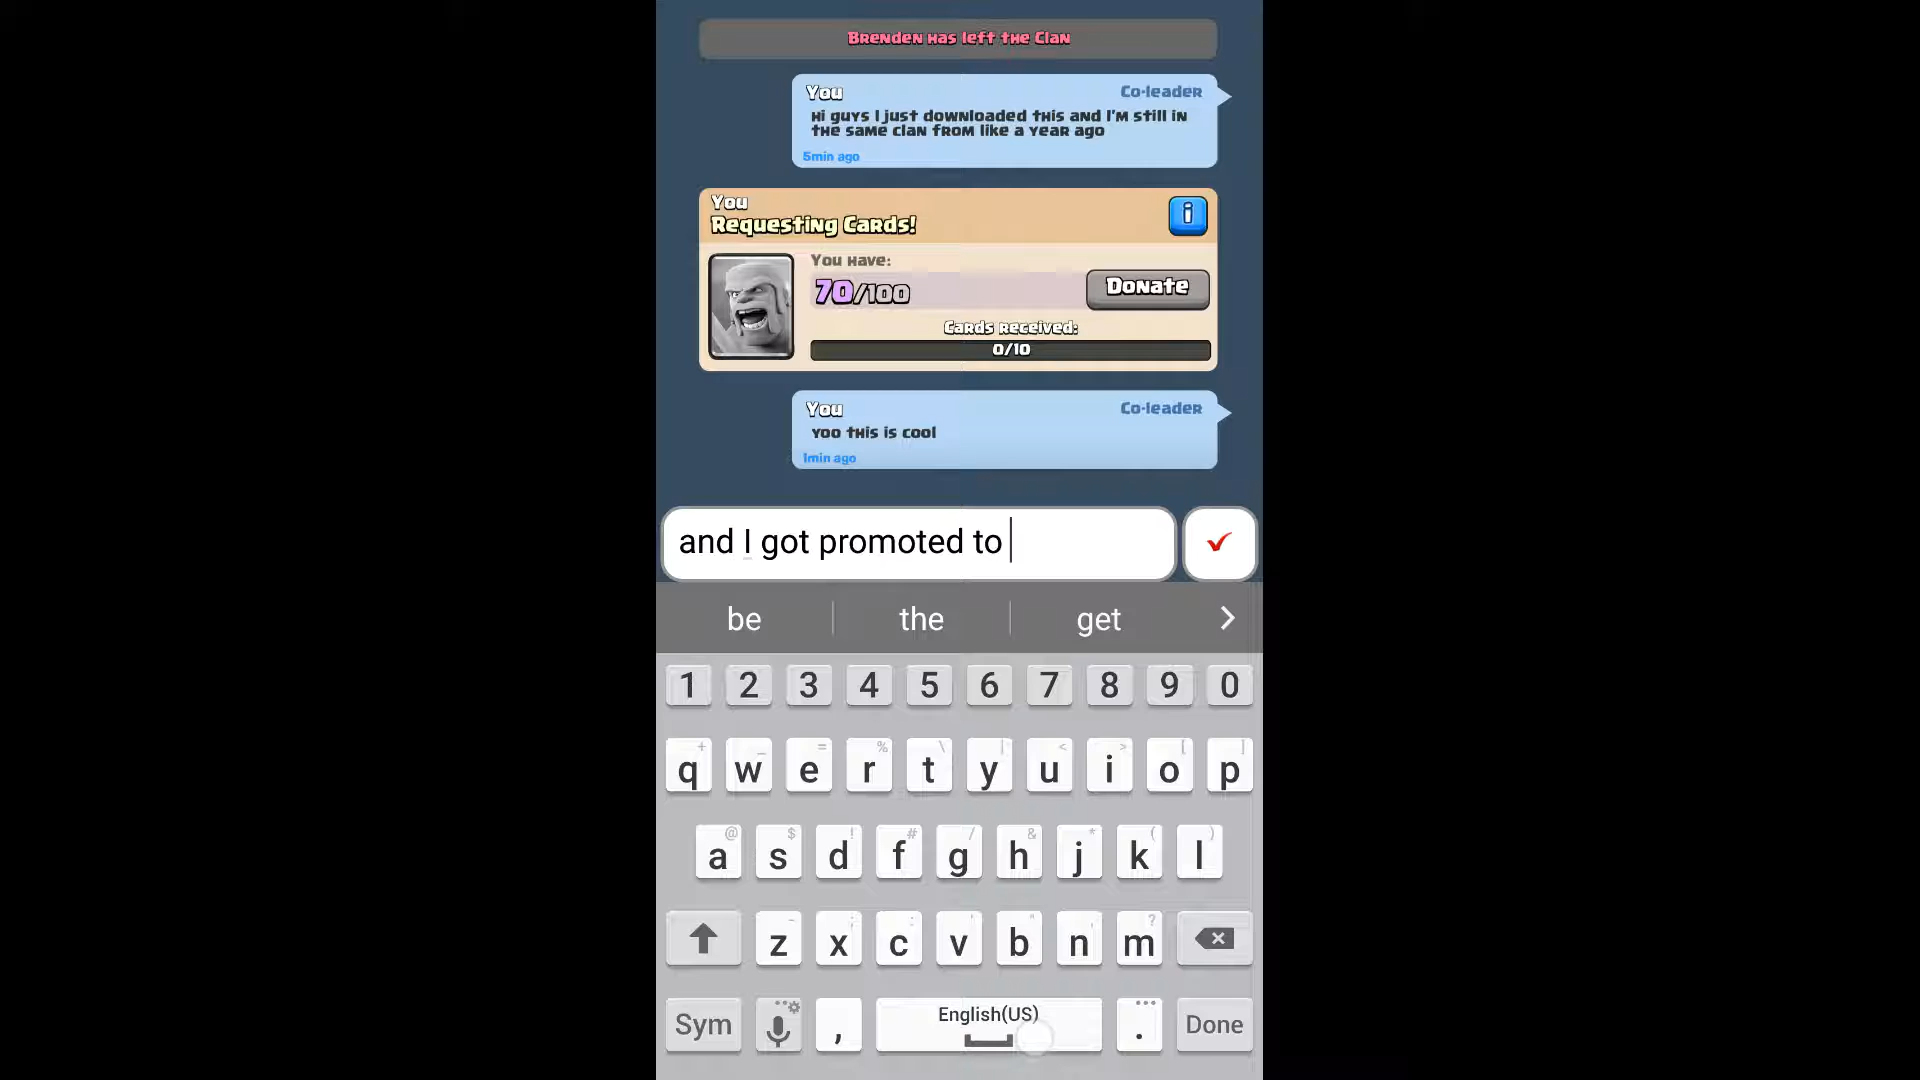 Brenden has left the Clan
You Co-leader
Hi guys I just downloaded this and I'm still in
the same clan from like a year ago
5min ago
You
Requesting Cards!
i
You have:
70/100
Donate
Cards received:
0/10
You Co-leader
Yoo this is cool
1min ago
and I got promoted to
be the get
1 2 3 4 5 6 7 8 9 0
q w e r t y u i o p
a s d f g h j k l
z x c v b n m
Sym , English(US) . Done